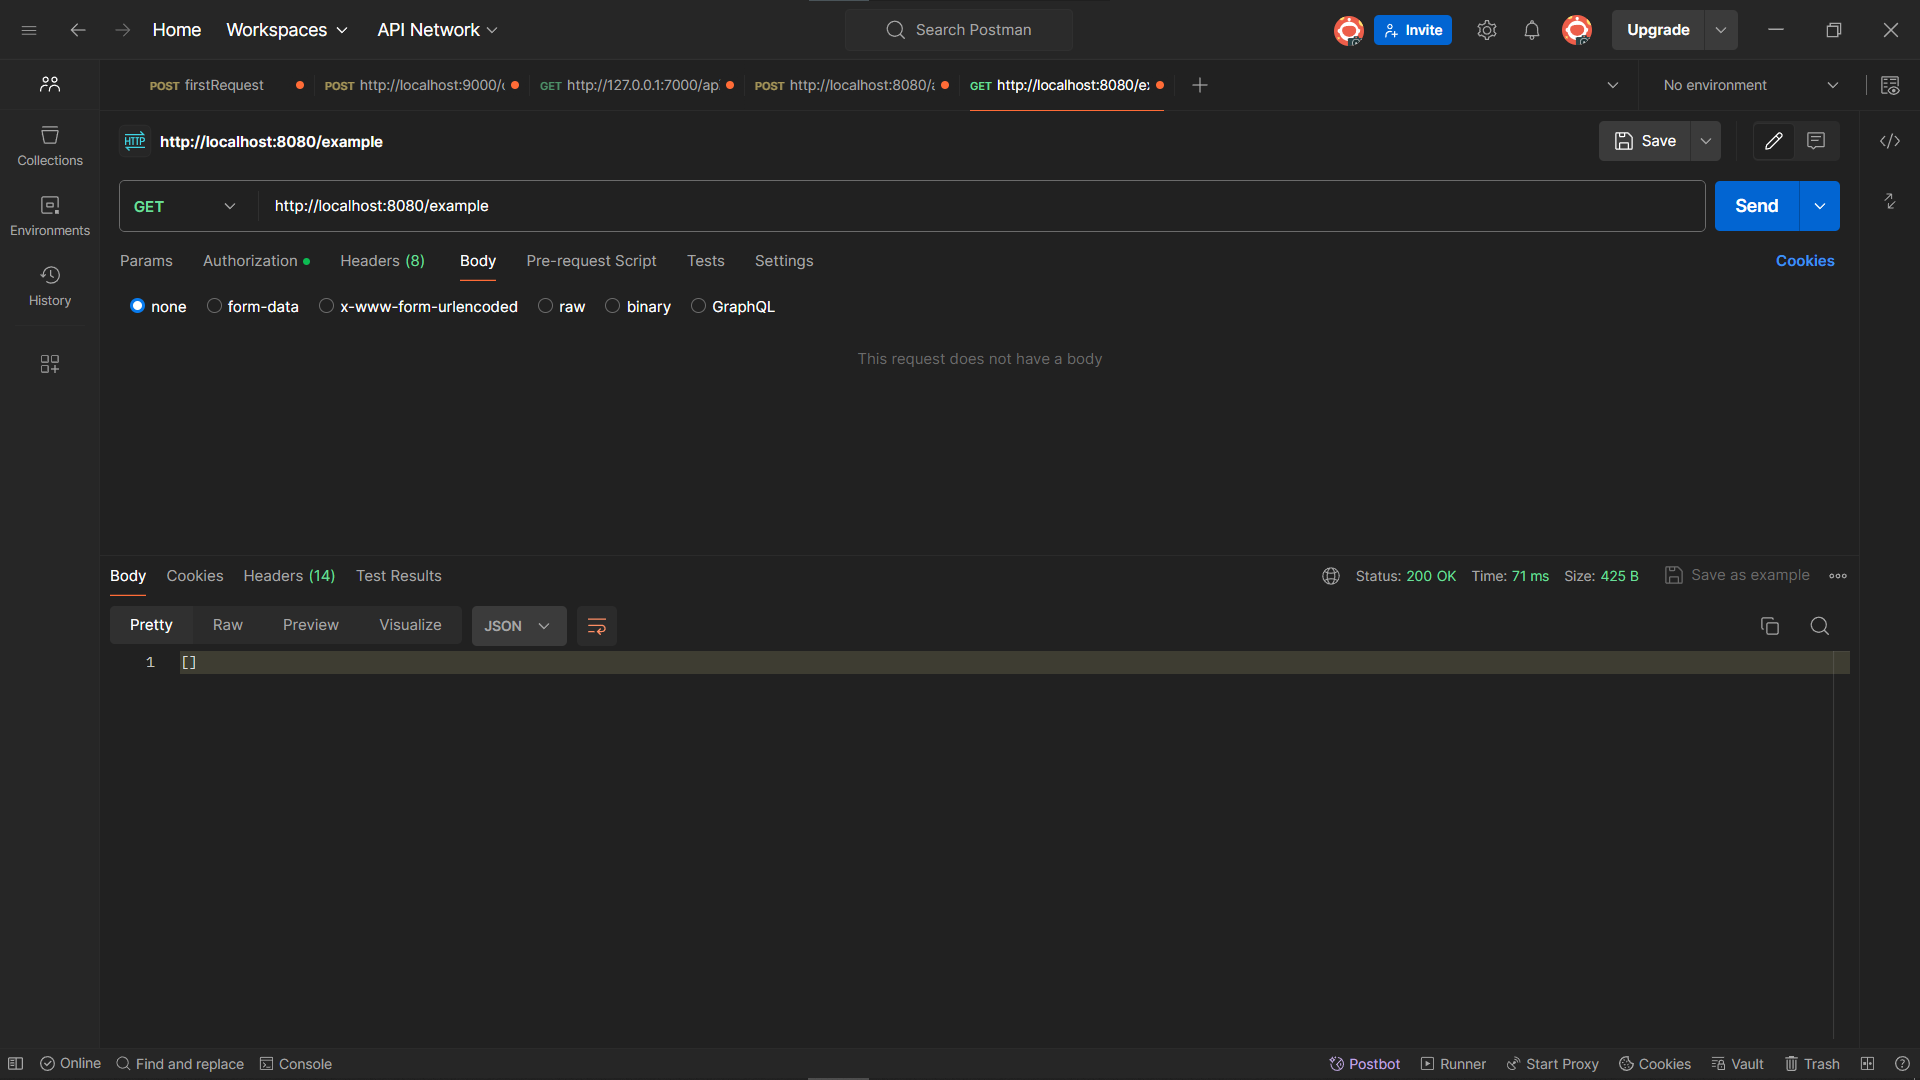 Home Workspaces API Network Search Postman Invite Upgrade
POST firstRequest POST http://localhost:9000/ GET http://127.0.0.1:7000/ap POST http://localhost:8080/ GET http://localhost:8080/e No environment
HTTP http://localhost:8080/example Save
Collections
GET http://localhost:8080/example Send
Environments
Params Authorization Headers (8) Body Pre-request Script Tests Settings Cookies
History
none form-data x-www-form-urlencoded raw binary GraphQL
This request does not have a body
Body Cookies Headers (14) Test Results Status: 200 OK Time: 71 ms Size: 425 B Save as example
Pretty Raw Preview Visualize JSON
1 []
Online Find and replace Console Postbot Runner Start Proxy Cookies Vault Trash